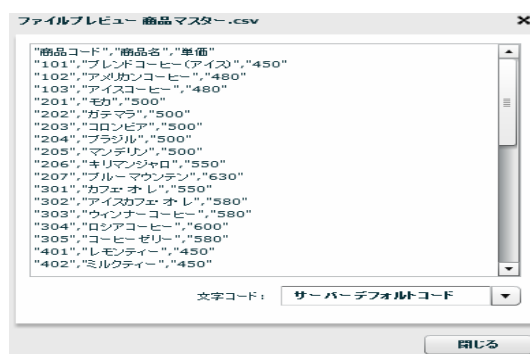 ファイルプレビュー 商品マスター.csv
"商品コード","商品名","単価"
"101","ブレンドコーヒー(アイス)","450"
"102","アメリカンコーヒー","480"
"103","アイスコーヒー","480"
"201","モカ","500"
"202","ガテマラ","500"
"203","コロンビア","500"
"204","ブラジル","500"
"205","マンデリン","500"
"206","キリマンジャロ","550"
"207","ブルーマウンテン","630"
"301","カフェ・オ・レ","550"
"302","アイスカフェ・オ・レ","580"
"303","ウィンナーコーヒー","580"
"304","ロシアコーヒー","600"
"305","コーヒーゼリー","580"
"401","レモンティー","450"
"402","ミルクティー","450"
文字コード: サーバーデフォルトコード
閉じる